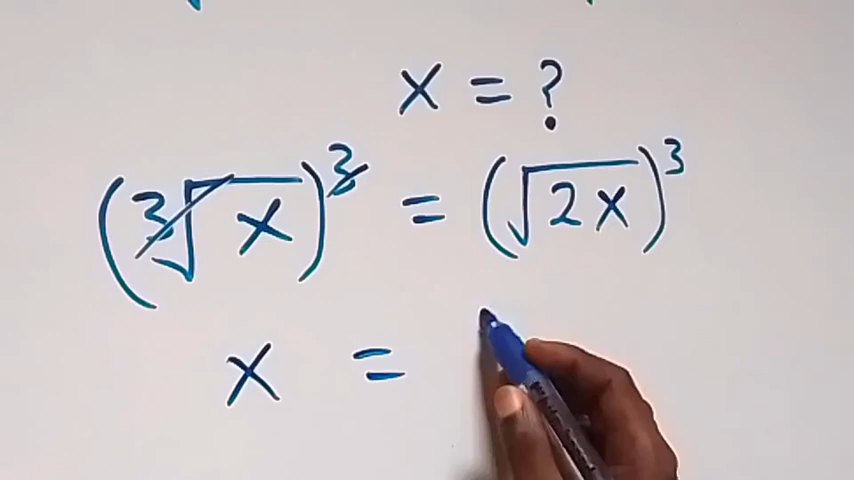 x = ?
(∛x)³ = (√2x)³
x =